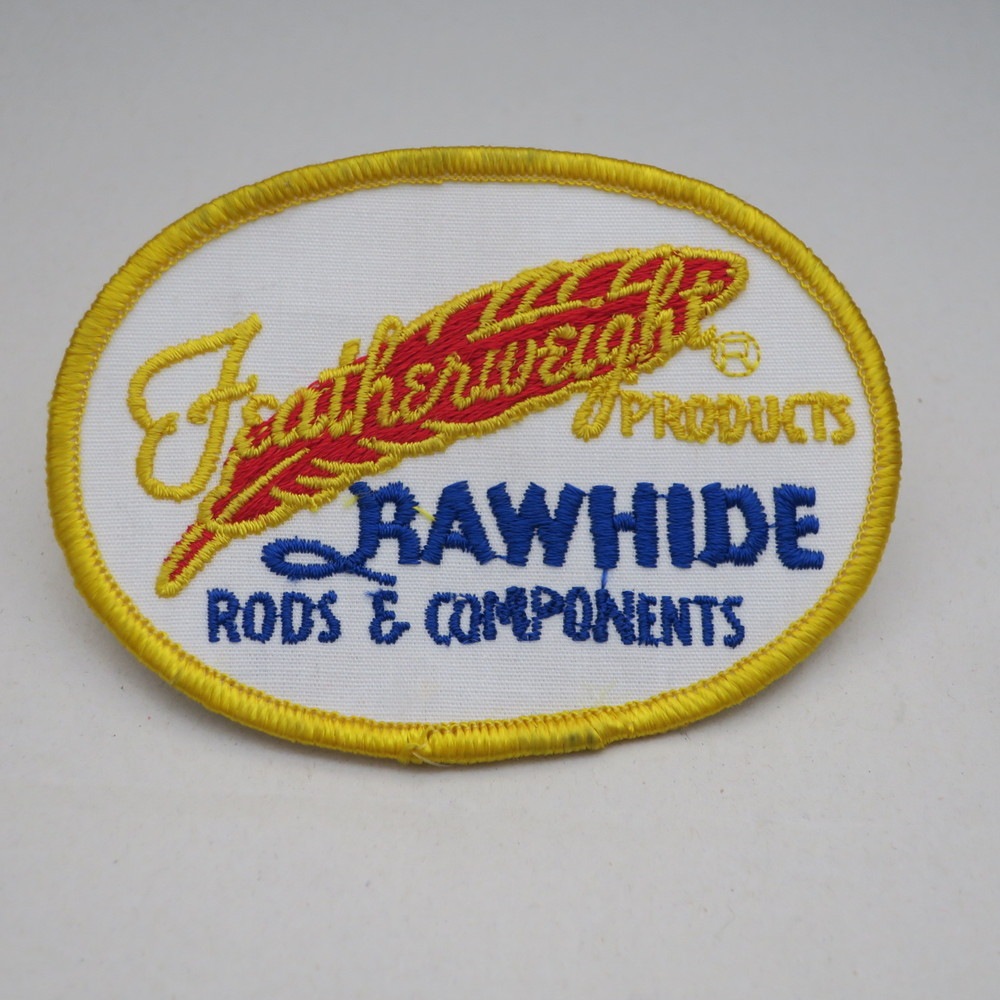 Featherweight ®
PRODUCTS
RAWHIDE
RODS & COMPONENTS